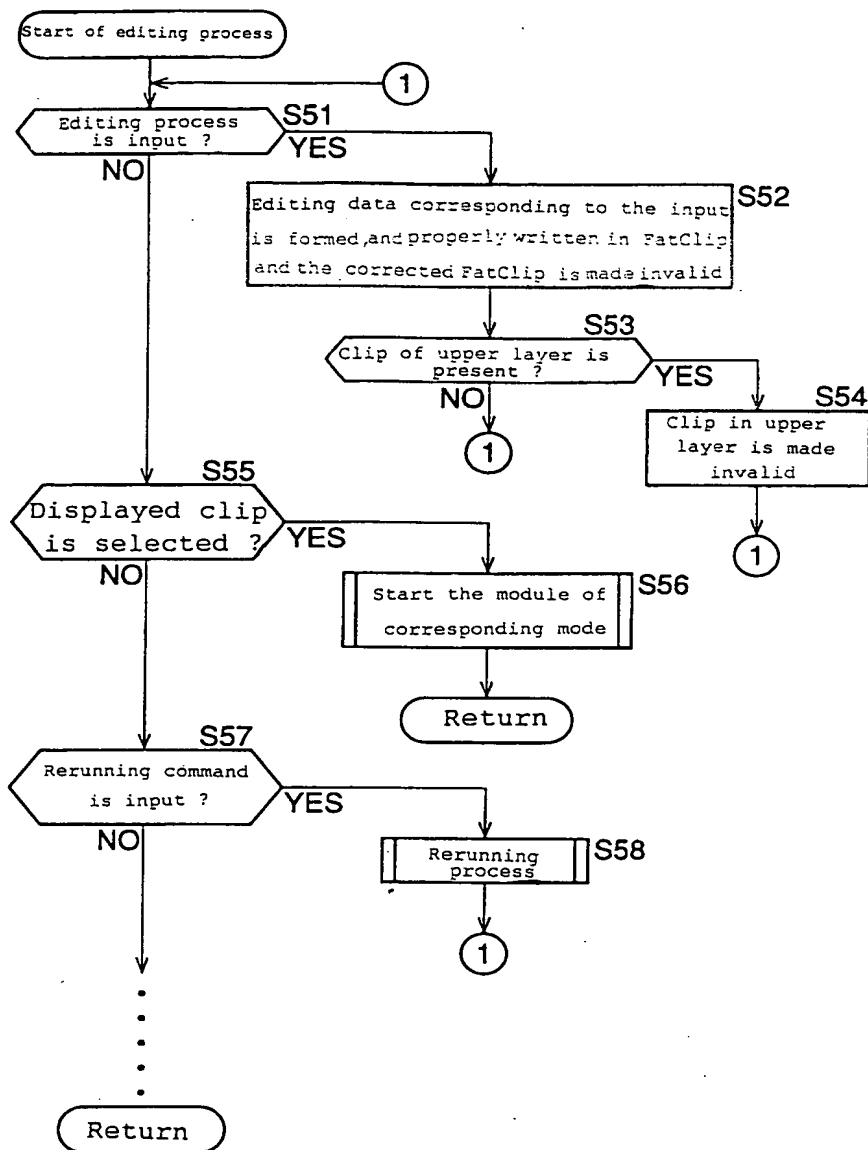 Start of editing process
1
Editing process
is input ?
S51
YES
NO
S52
Editing data corresponding to the input
is formed,and properly written in FatClip
and the corrected FatClip is made invalid
S53
Clip of upper layer is
present ?
YES
NO
S54
Clip in upper
layer is made
invalid
1
1
S55
Displayed clip
is selected ?
YES
NO
S56
Start the module of
corresponding mode
Return
S57
Rerunning command
is input ?
YES
NO
S58
Rerunning
process
1
Return